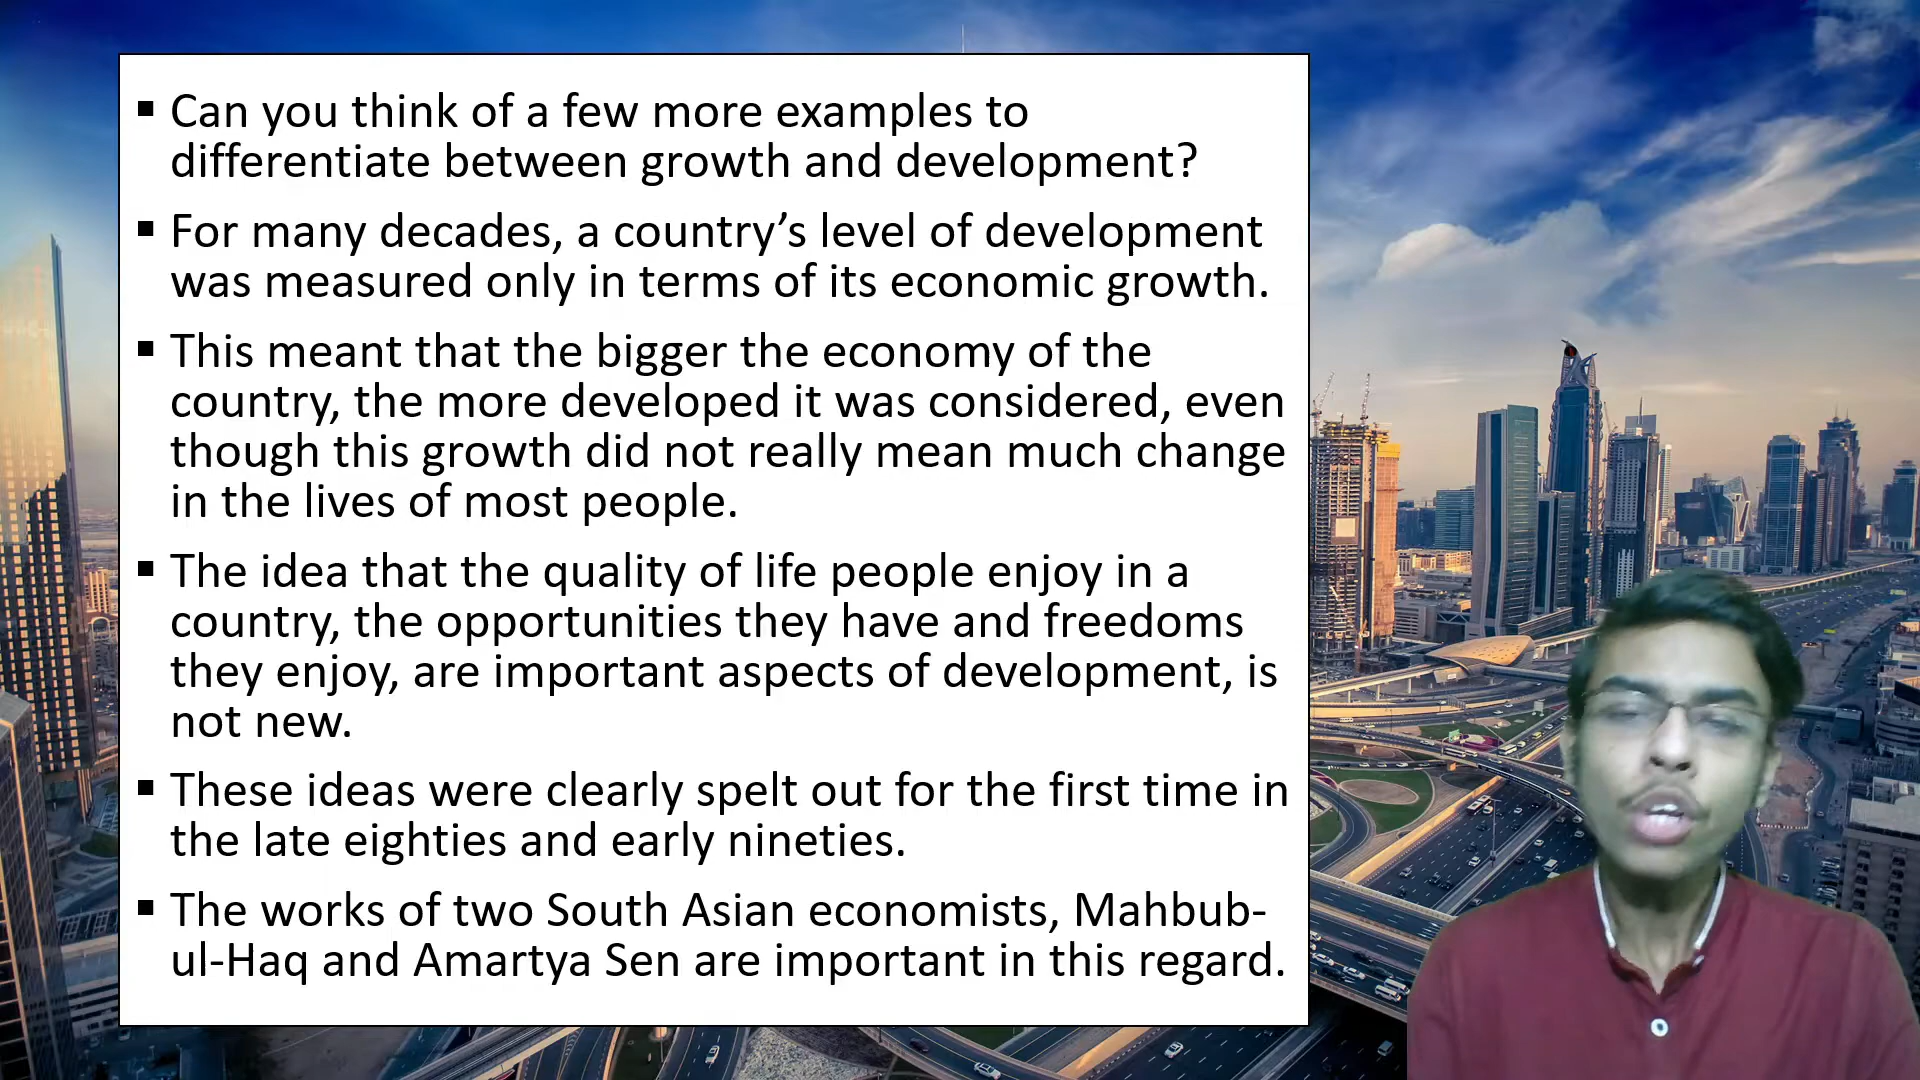 ▪ Can you think of a few more examples to
differentiate between growth and development?
▪ For many decades, a country’s level of development
was measured only in terms of its economic growth.
▪ This meant that the bigger the economy of the
country, the more developed it was considered, even
though this growth did not really mean much change
in the lives of most people.
▪ The idea that the quality of life people enjoy in a
country, the opportunities they have and freedoms
they enjoy, are important aspects of development, is
not new.
▪ These ideas were clearly spelt out for the first time in
the late eighties and early nineties.
▪ The works of two South Asian economists, Mahbub-
ul-Haq and Amartya Sen are important in this regard.